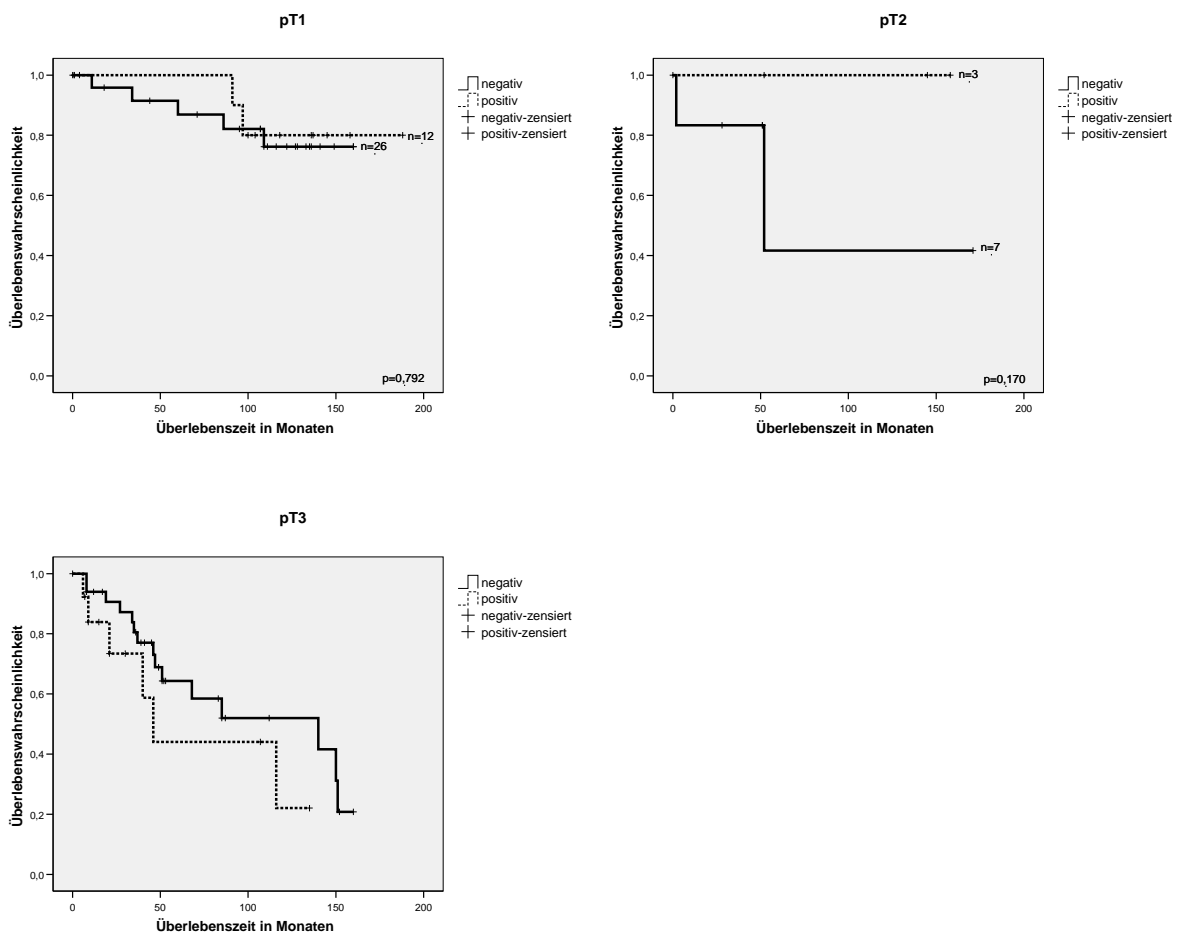 pT1
1,0
0,8
0,6
0,4
0,2
0,0
Überlebenswahrscheinlichkeit
n=12
n=26
p=0,792
0 50 100 150 200
Überlebenszeit in Monaten
negativ
positiv
negativ-zensiert
positiv-zensiert
pT2
1,0
0,8
0,6
0,4
0,2
0,0
Überlebenswahrscheinlichkeit
n=3
n=7
p=0,170
0 50 100 150 200
Überlebenszeit in Monaten
negativ
positiv
negativ-zensiert
positiv-zensiert
pT3
1,0
0,8
0,6
0,4
0,2
0,0
Überlebenswahrscheinlichkeit
0 50 100 150 200
Überlebenszeit in Monaten
negativ
positiv
negativ-zensiert
positiv-zensiert